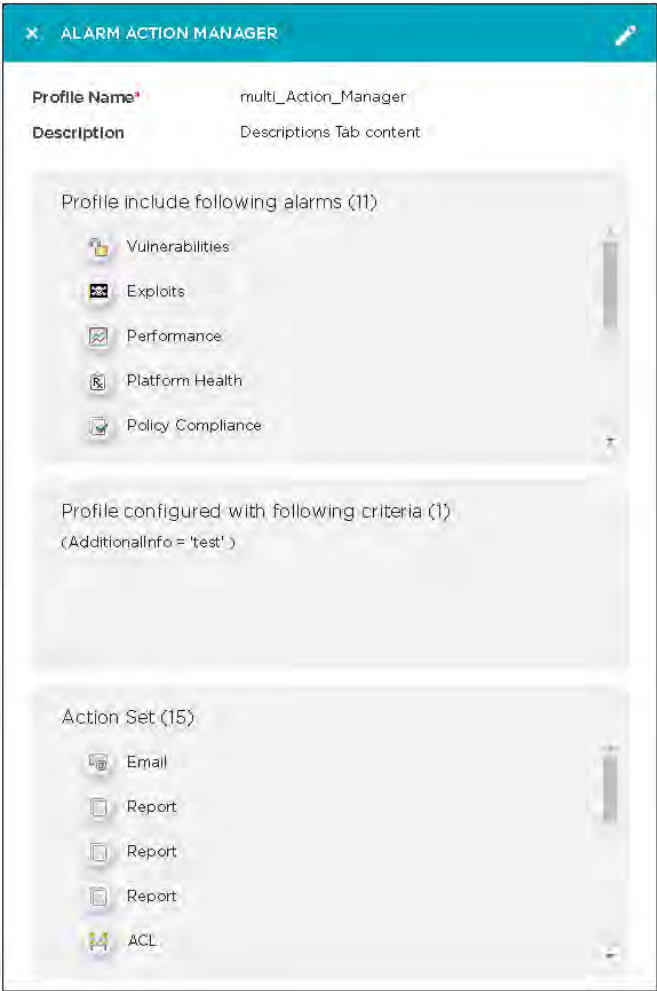 × ALARM ACTION MANAGER
Profile Name* multi_Action_Manager
Description Descriptions Tab content
Profile include following alarms (11)
Vulnerabilities
Exploits
Performance
Platform Health
Policy Compliance
Profile configured with following criteria (1)
(AdditionalInfo = 'test' )
Action Set (15)
Email
Report
Report
Report
ACL